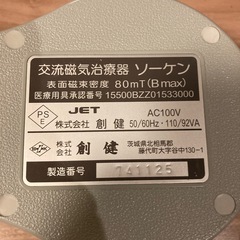 交流磁気治療器 ソーケン
表面磁束密度 80mT(Bmax)
医療用具承認番号 15500BZZ01533000
PS
E
JET
AC100V
株式会社 創健
50/60Hz・110/92VA
株式会社 創健
茨城県北相馬郡
藤代町大字谷中130-1
製造番号 741125